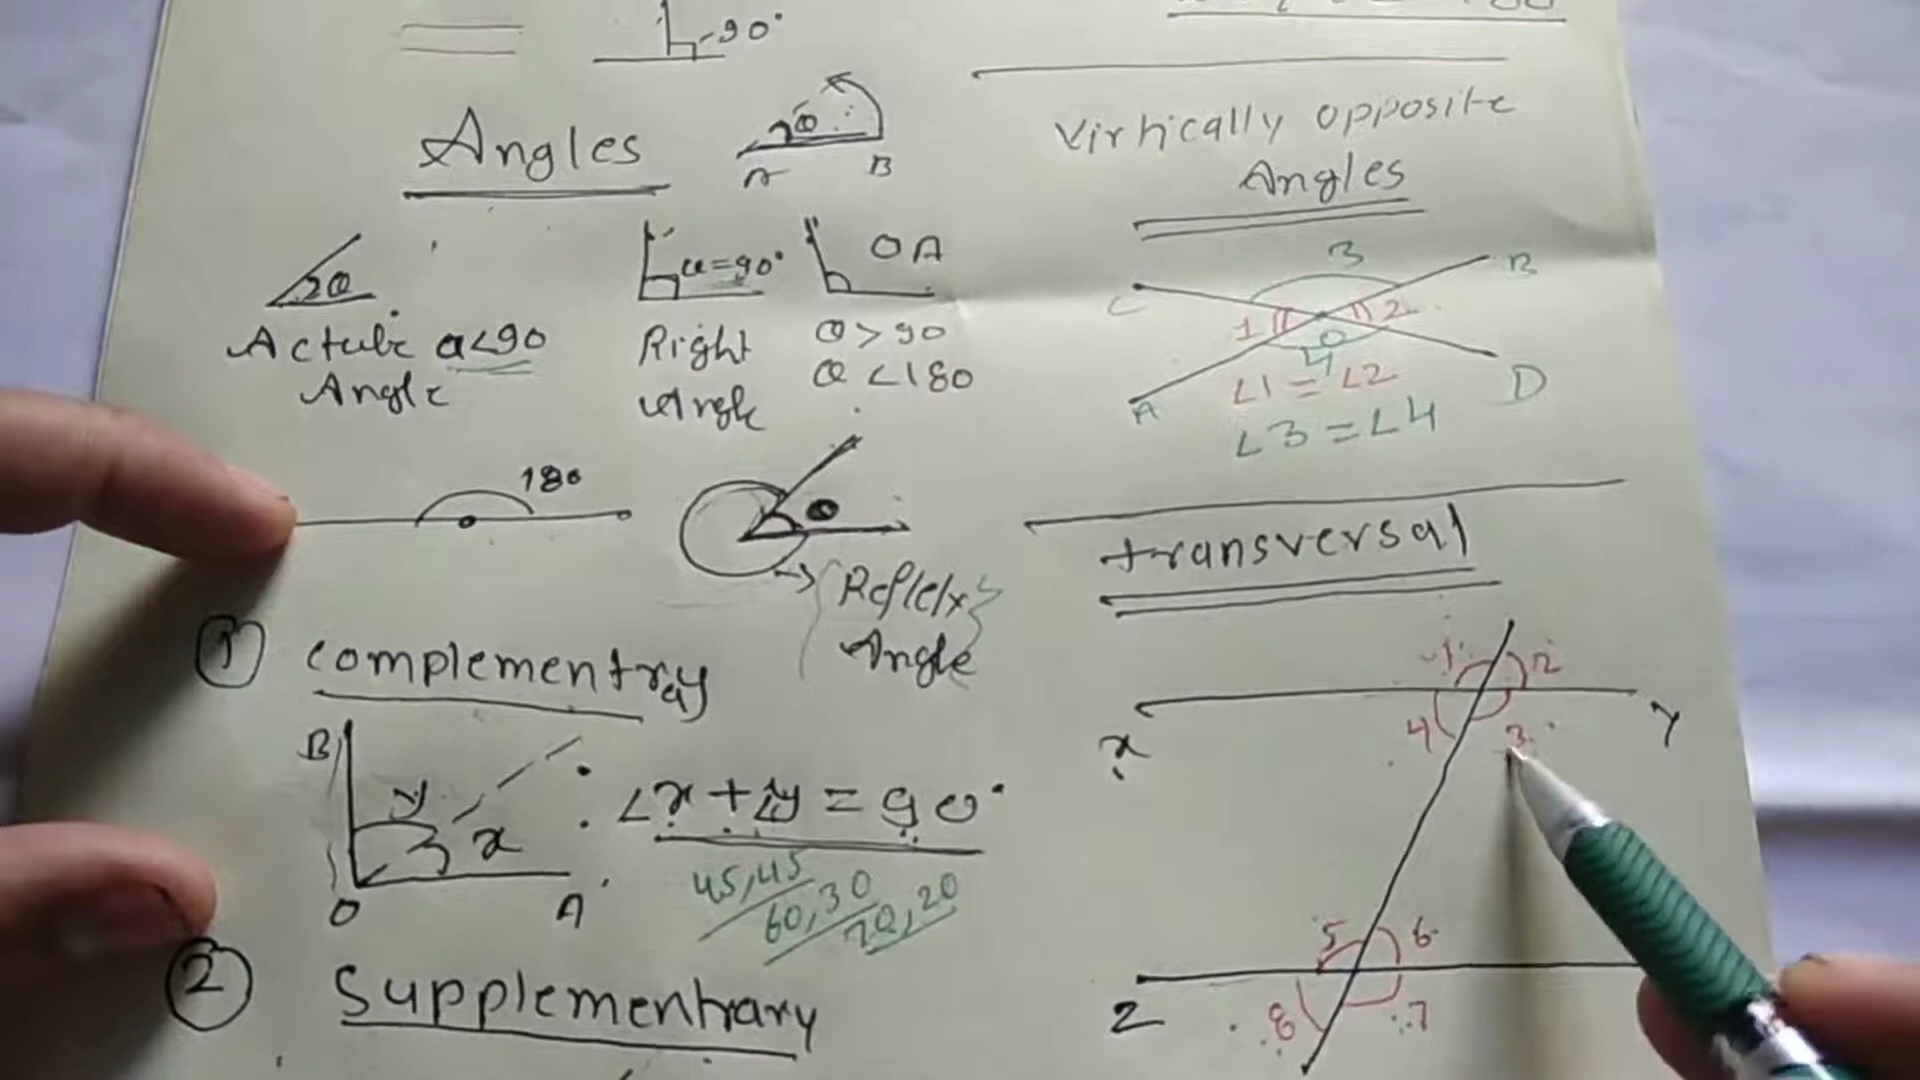 90°
Angles
θ
A
B
θ
Actule a<90
Angle
a=90°
Right
Angle
OA
θ>90
θ<180
180
θ
Reflelx
Angle
① Complementray
B
y
x
O
A
∠x+∠y=90°
45,45
60,30
70,20
② Supplementrary
Virtically opposite
Angles
3
C
B
1
2
O
4
A
D
∠1=∠2
∠3=∠4
transversal
1
2
4
3
x
y
5
6
Z
8
7